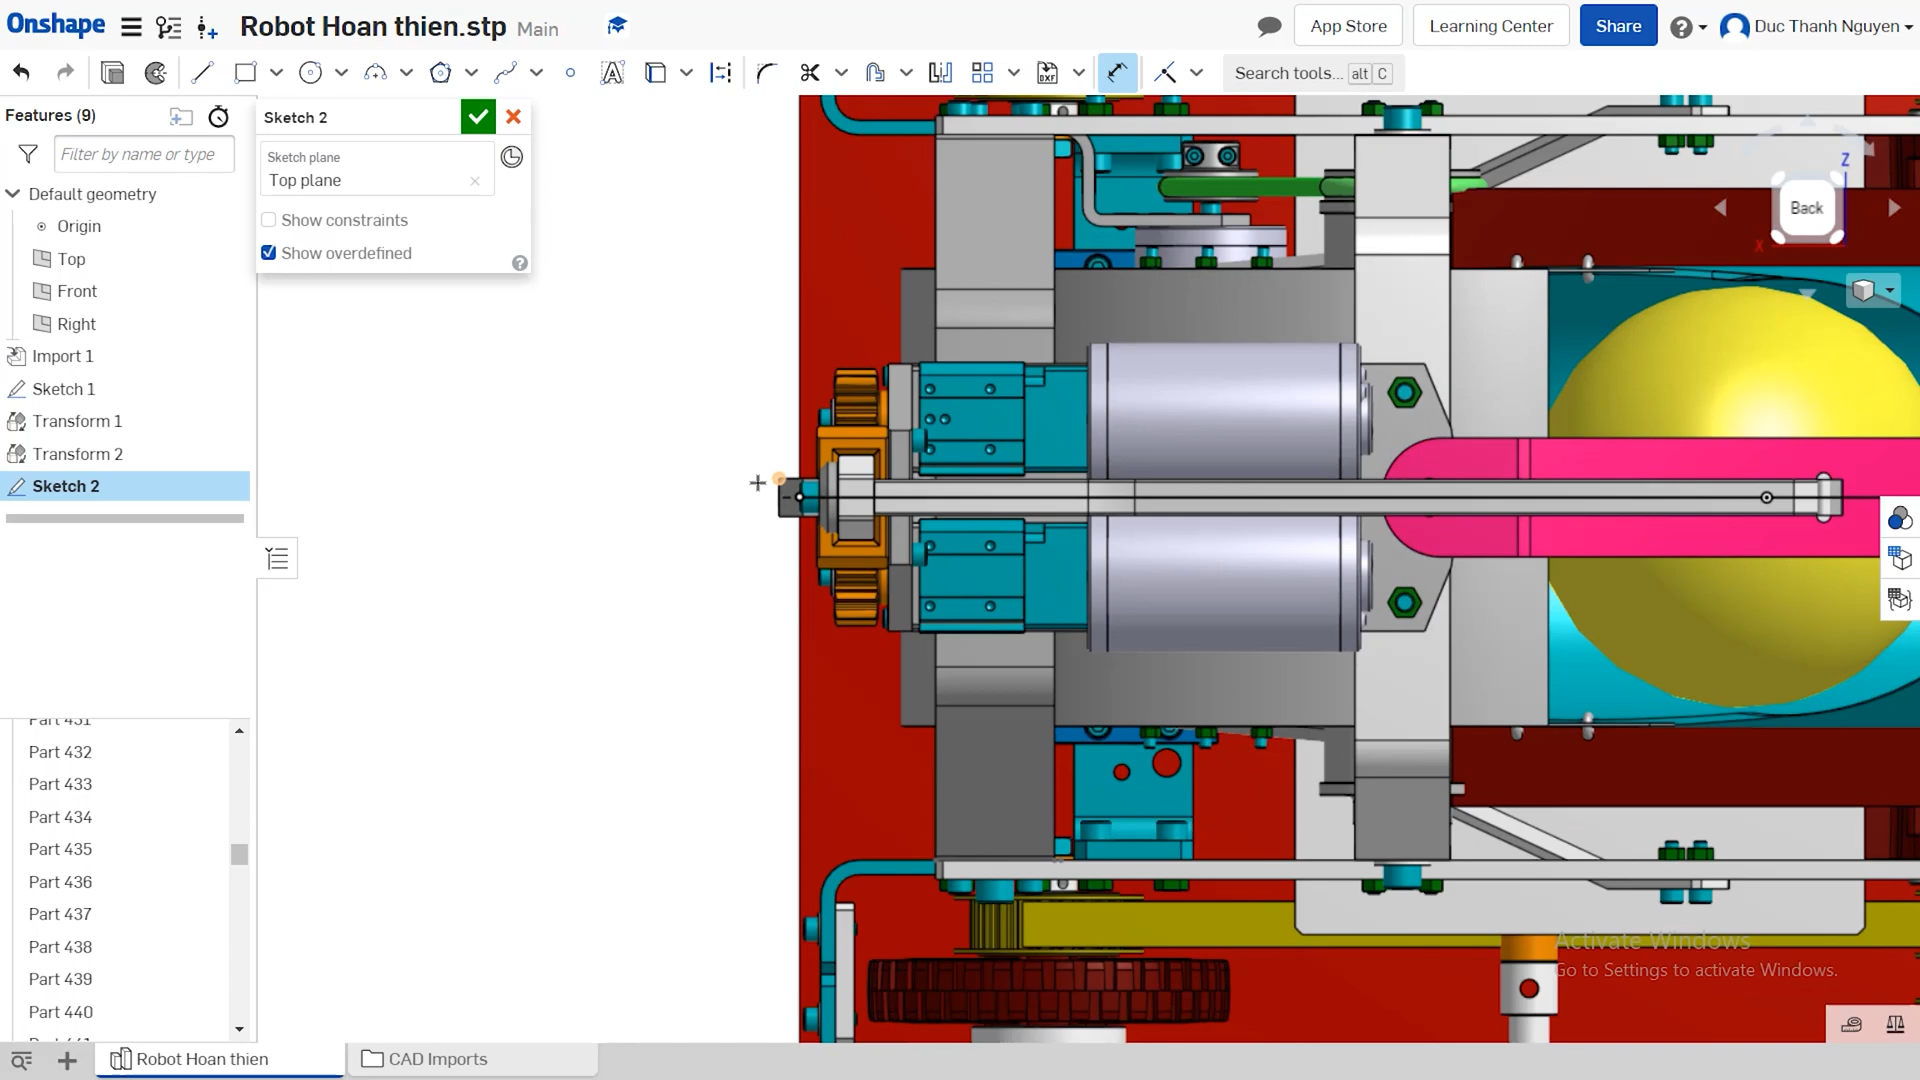 Onshape
Robot Hoan thien.stp Main
App Store
Learning Center
Share
Duc Thanh Nguyen
Search tools... alt C
Features (9)
Filter by name or type
Default geometry
Origin
Top
Front
Right
Import 1
Sketch 1
Transform 1
Transform 2
Sketch 2
Sketch 2
Sketch plane
Top plane
Show constraints
Show overdefined
Z
Back
X
Part 431
Part 432
Part 433
Part 434
Part 435
Part 436
Part 437
Part 438
Part 439
Part 440
Activate Windows
Go to Settings to activate Windows.
Robot Hoan thien
CAD Imports